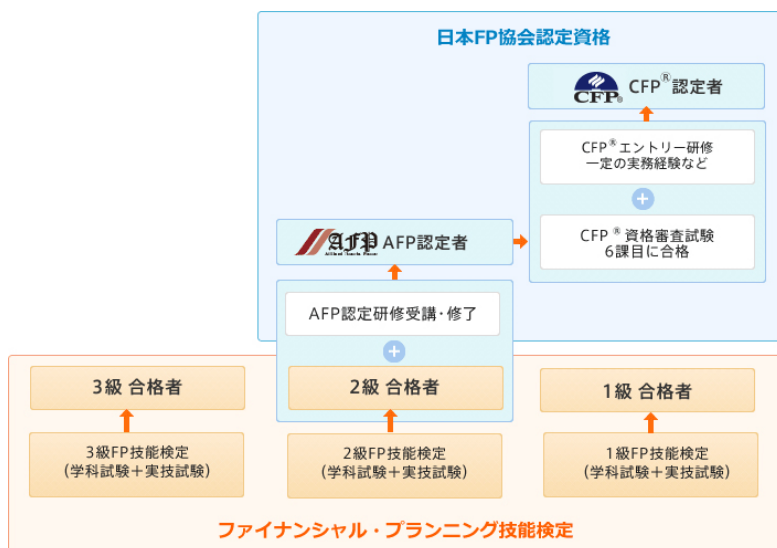 日本FP協会認定資格
CFP® CFP®認定者
CFP®エントリー研修
一定の実務経験など
+
CFP®資格審査試験
6課目に合格
AFP AFP認定者
AFP認定研修受講・修了
+
3級 合格者
2級 合格者
1級 合格者
3級FP技能検定
(学科試験+実技試験)
2級FP技能検定
(学科試験+実技試験)
1級FP技能検定
(学科試験+実技試験)
ファイナンシャル・プランニング技能検定